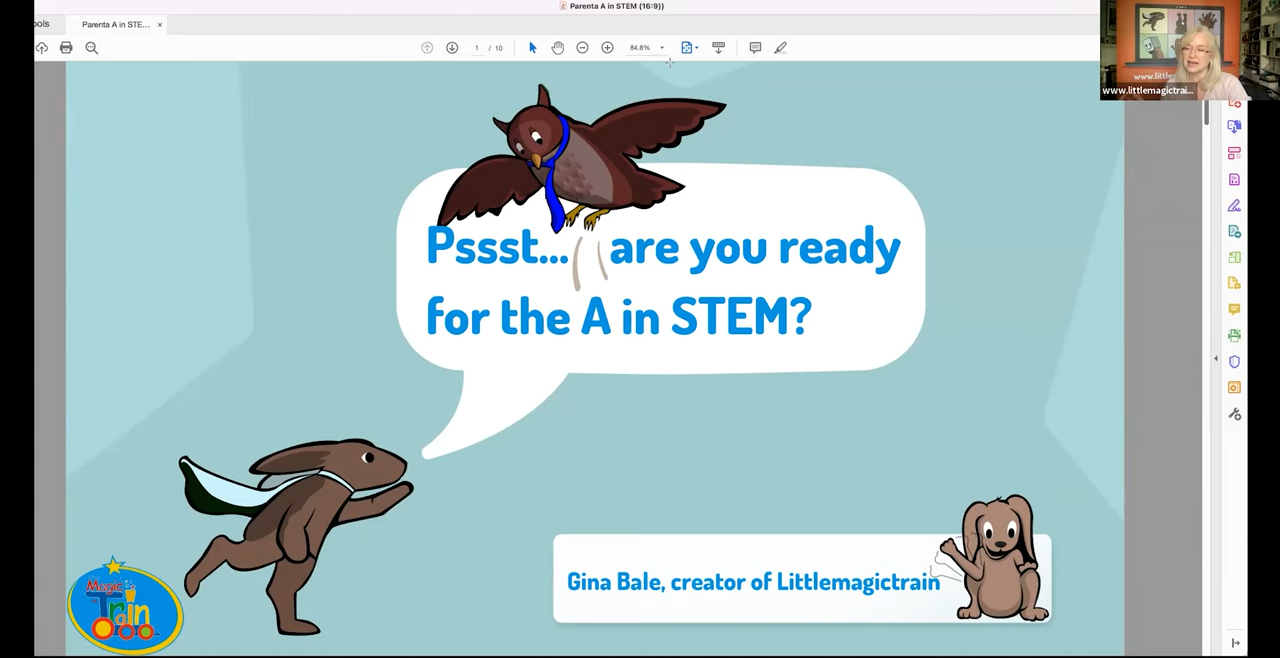 Parenta A in STEM (16:9))
ools
Parenta A in STE... ×
1 / 10
84.8%
www.littlemagictrai...
Pssst... are you ready
for the A in STEM?
Gina Bale, creator of Littlemagictrain
Magic
Train